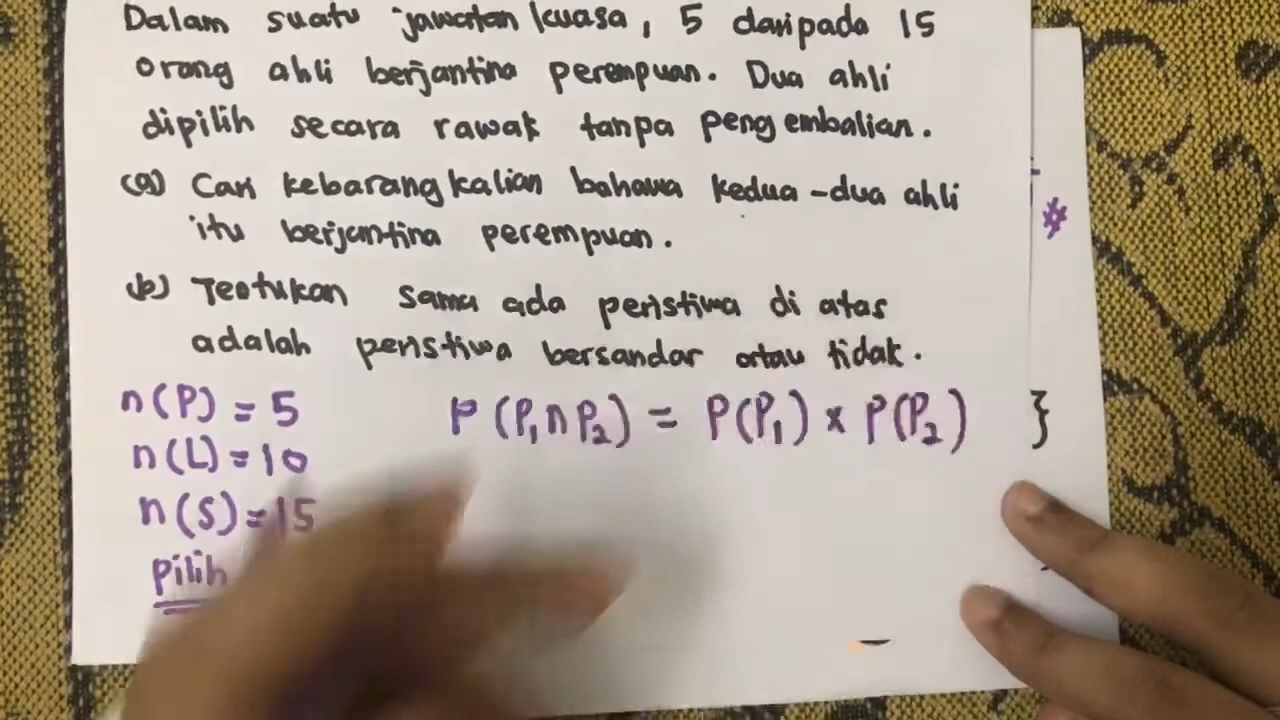 Dalam suatu jawatan kuasa, 5 daripada 15
orang ahli berjantina perempuan. Dua ahli
dipilih secara rawak tanpa pengembalian.
(a) Cari kebarangkalian bahawa kedua-dua ahli
itu berjantina perempuan.
(b) Tentukan sama ada peristiwa di atas
adalah peristiwa bersandar atau tidak.
n(P) = 5
n(L) = 10
n(S) = 15
pilih
P(P₁∩P₂) = P(P₁) × P(P₂)
}
*